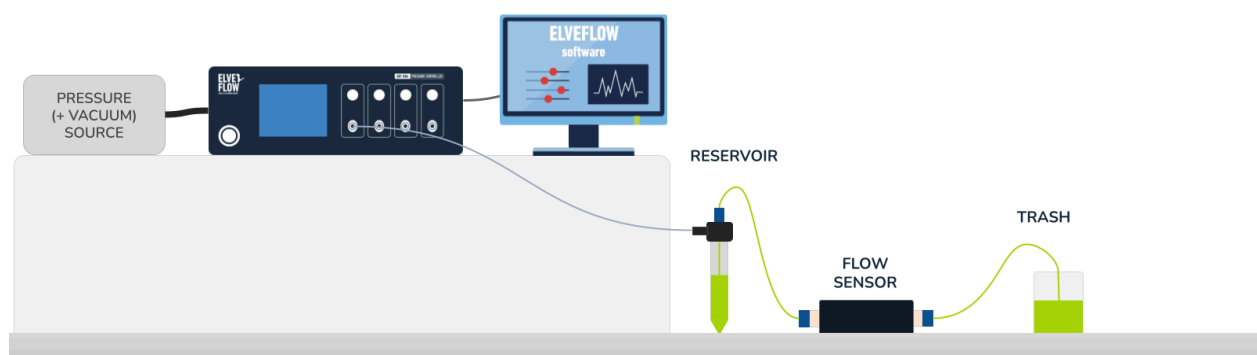 PRESSURE
(+ VACUUM)
SOURCE
ELVE
FLOW
ELVEFLOW
software
RESERVOIR
FLOW
SENSOR
TRASH